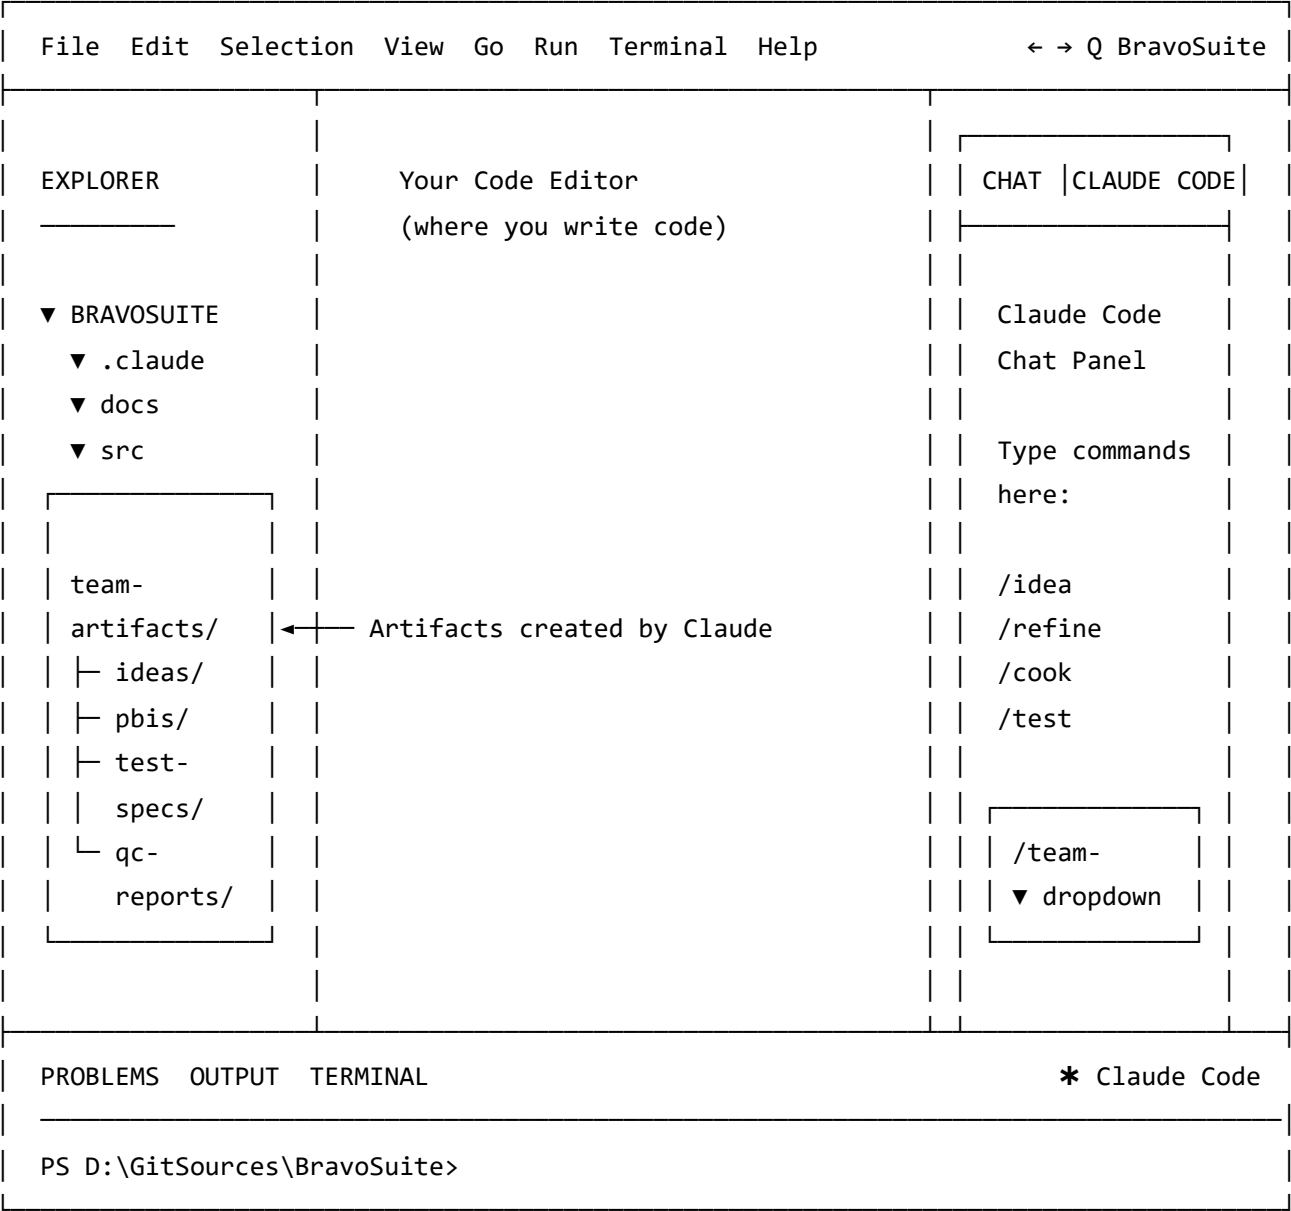 File Edit Selection View Go Run Terminal Help ← → Q BravoSuite
EXPLORER
▼ BRAVOSUITE
▼ .claude
▼ docs
▼ src
team-
artifacts/
├─ ideas/
├─ pbis/
├─ test-
│ specs/
└─ qc-
reports/
Your Code Editor
(where you write code)
Artifacts created by Claude
CHAT │CLAUDE CODE│
Claude Code
Chat Panel
Type commands
here:
/idea
/refine
/cook
/test
/team-
▼ dropdown
PROBLEMS OUTPUT TERMINAL ✱ Claude Code
PS D:\GitSources\BravoSuite>